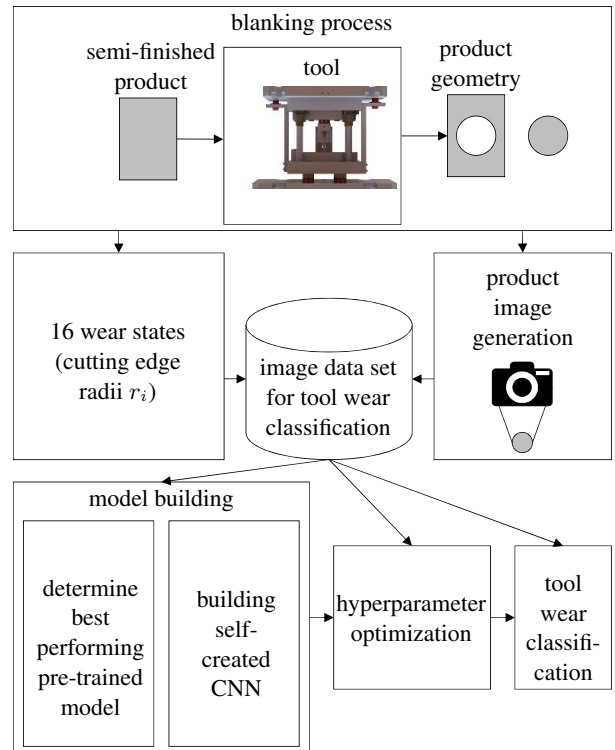 blanking process
semi-finished
product
tool
product
geometry
16 wear states
(cutting edge
radii r_i)
image data set
for tool wear
classification
product
image
generation
model building
determine
best
performing
pre-trained
model
building
self-
created
CNN
hyperparameter
optimization
tool
wear
classifi-
cation